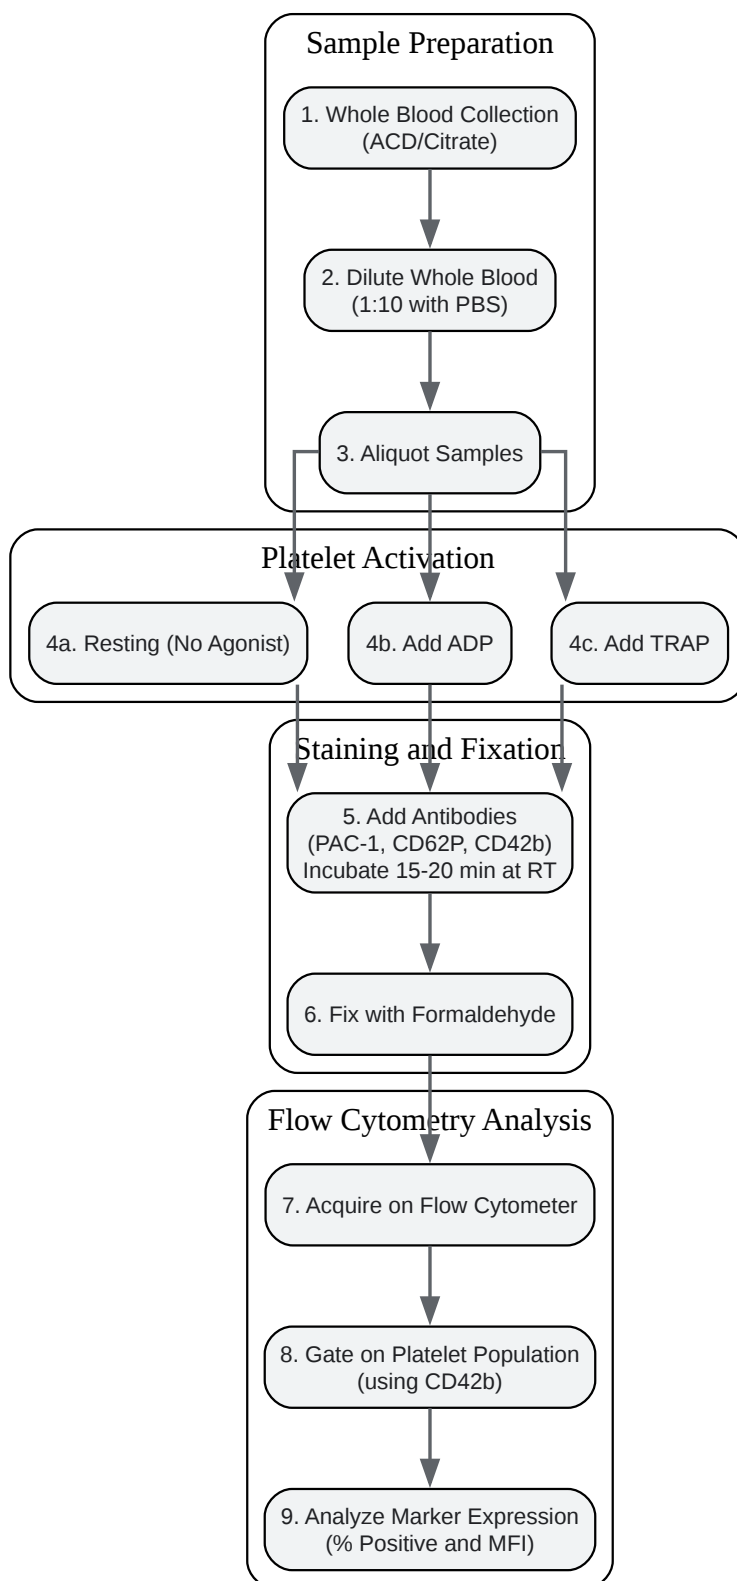 Sample Preparation
1. Whole Blood Collection
(ACD/Citrate)
2. Dilute Whole Blood
(1:10 with PBS)
3. Aliquot Samples
Platelet Activation
4a. Resting (No Agonist)
4b. Add ADP
4c. Add TRAP
Staining and Fixation
5. Add Antibodies
(PAC-1, CD62P, CD42b)
Incubate 15-20 min at RT
6. Fix with Formaldehyde
Flow Cytometry Analysis
7. Acquire on Flow Cytometer
8. Gate on Platelet Population
(using CD42b)
9. Analyze Marker Expression
(% Positive and MFI)